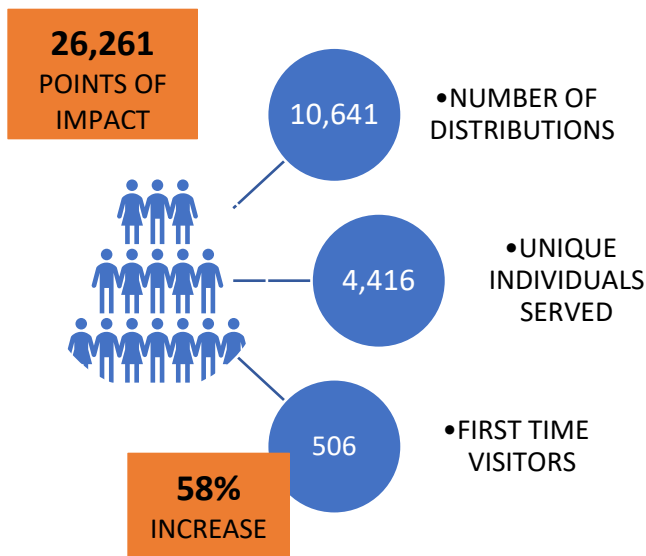 26,261
POINTS OF
IMPACT
10,641
•NUMBER OF
DISTRIBUTIONS
4,416
•UNIQUE
INDIVIDUALS
SERVED
506
•FIRST TIME
VISITORS
58%
INCREASE